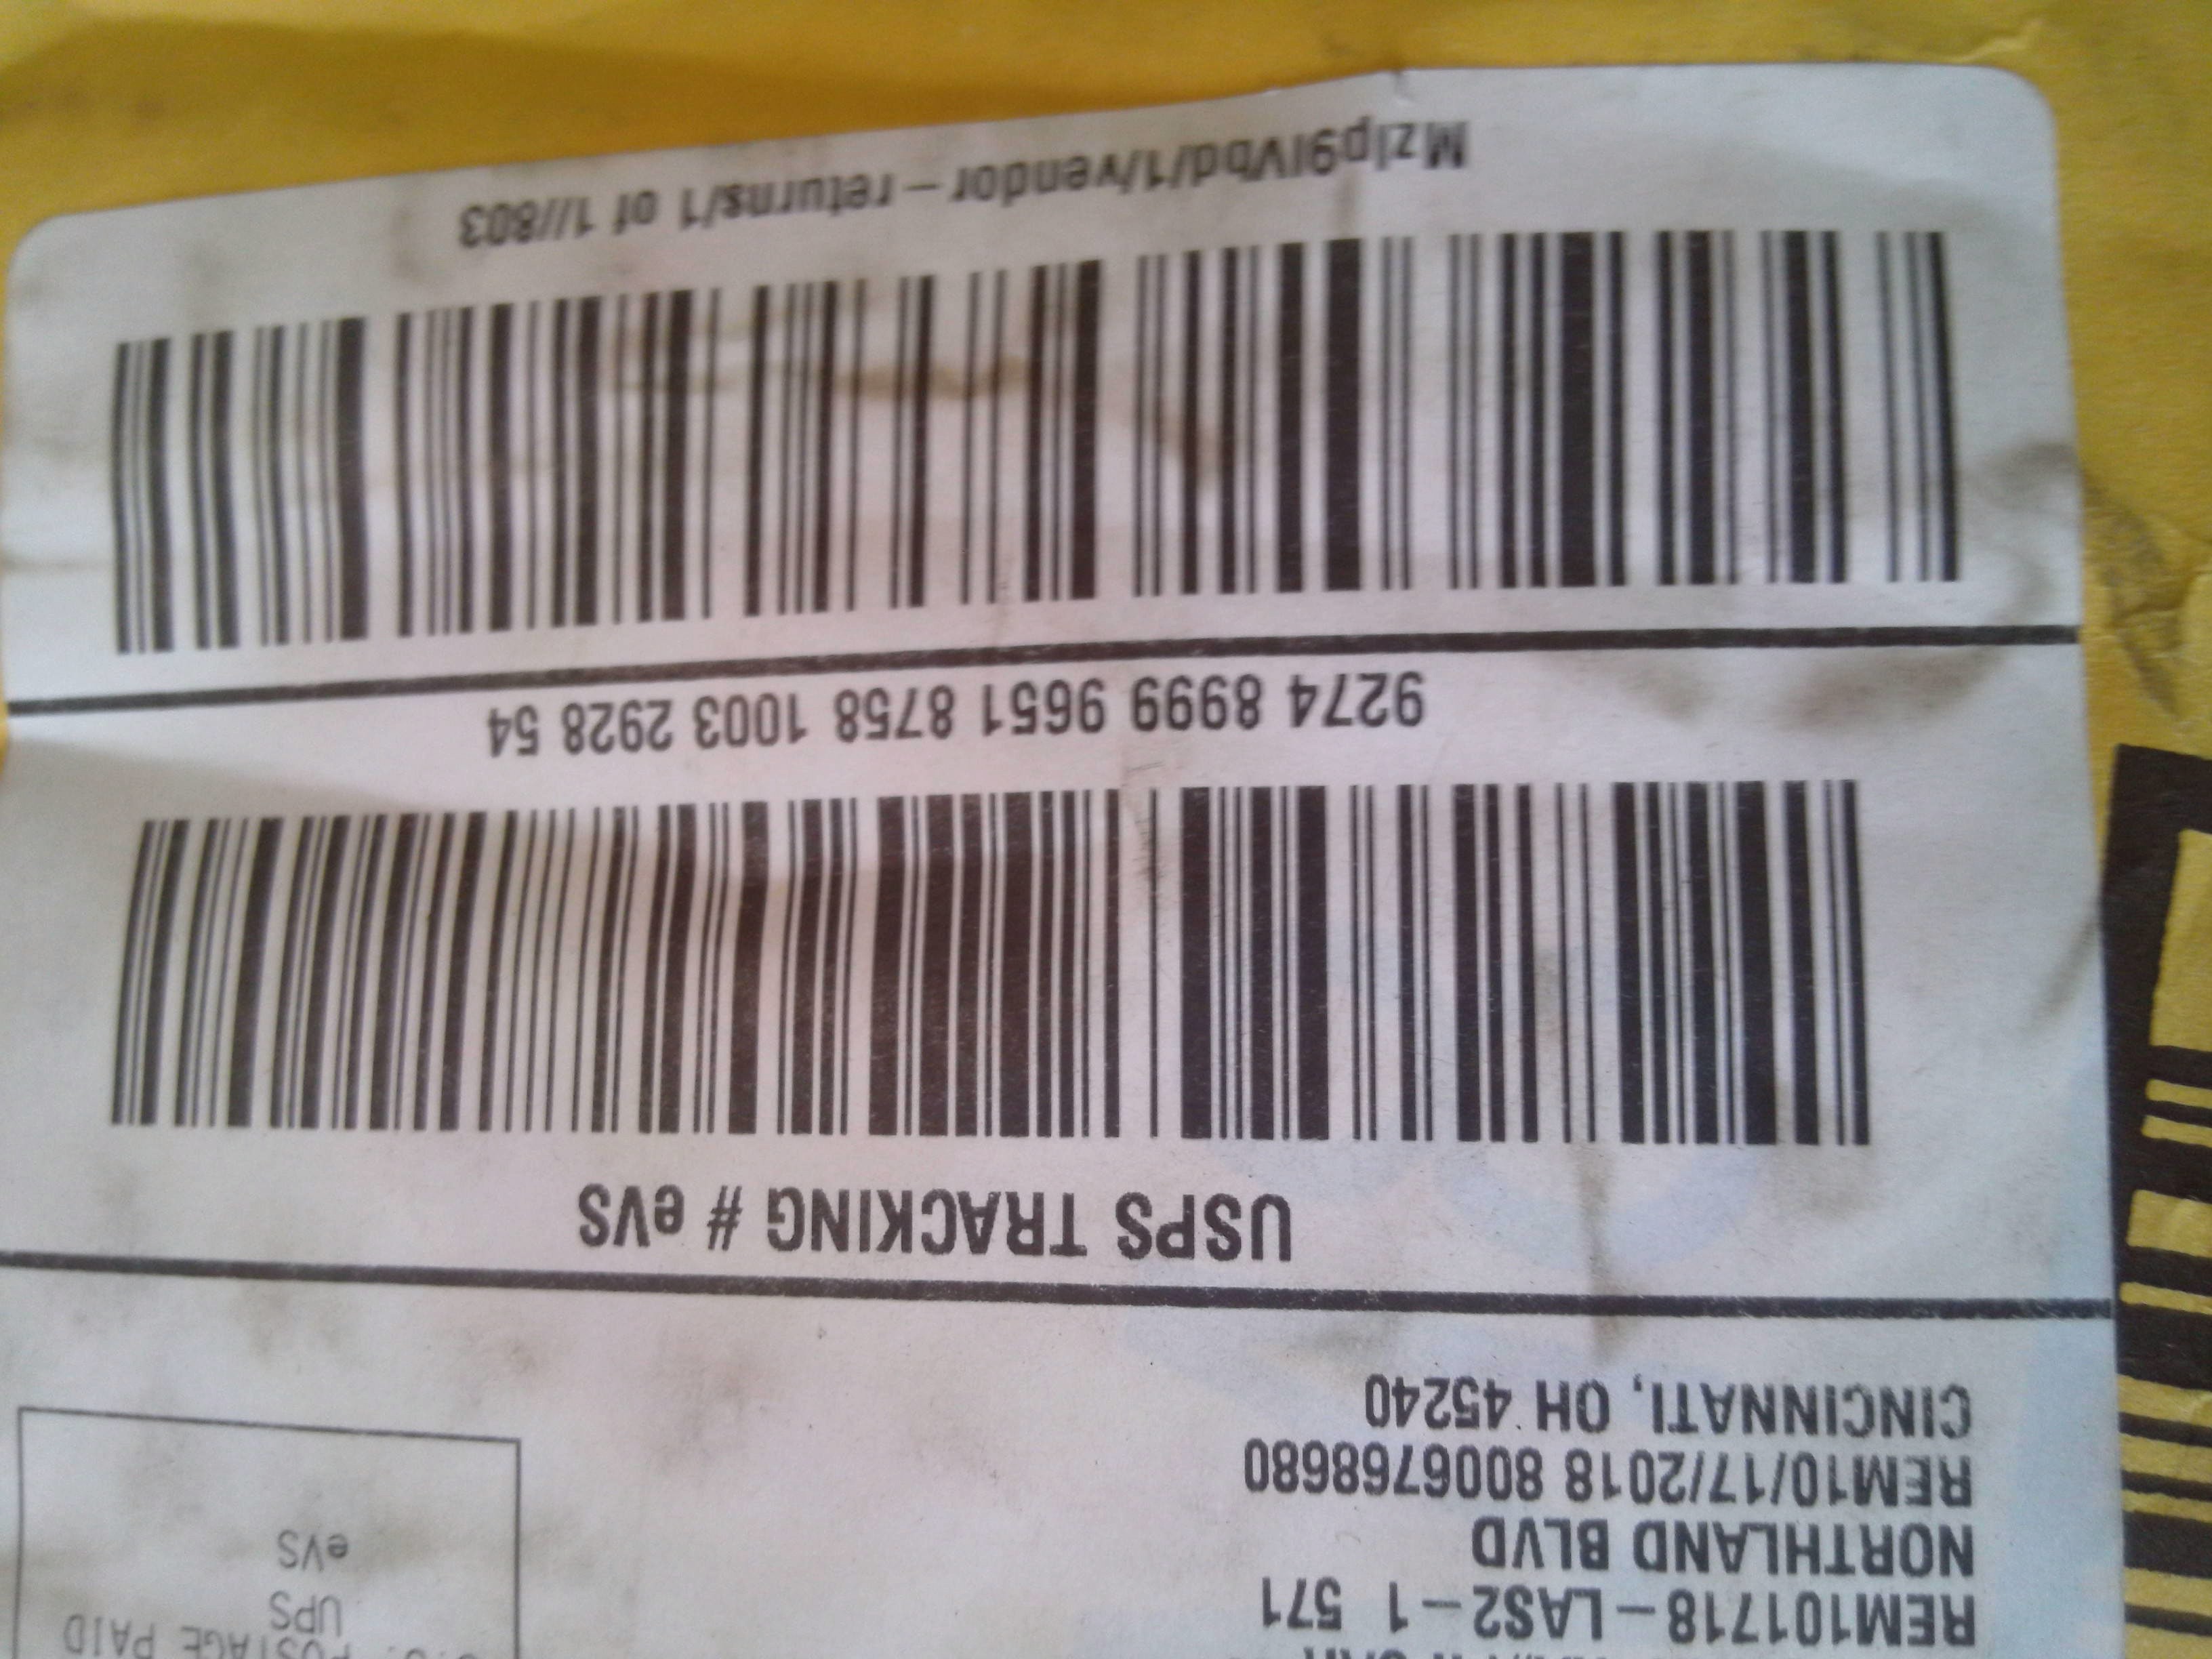 U.S. POSTAGE PAID
UPS
eVS
REM101718-LAS2-1 571
NORTHLAND BLVD
REM10/17/2018 8006768680
CINCINNATI, OH 45240
USPS TRACKING # eVS
9274 8999 9651 8758 1003 2928 54
MzIp9IVbd/1/vendor-returns/1 of 1//803